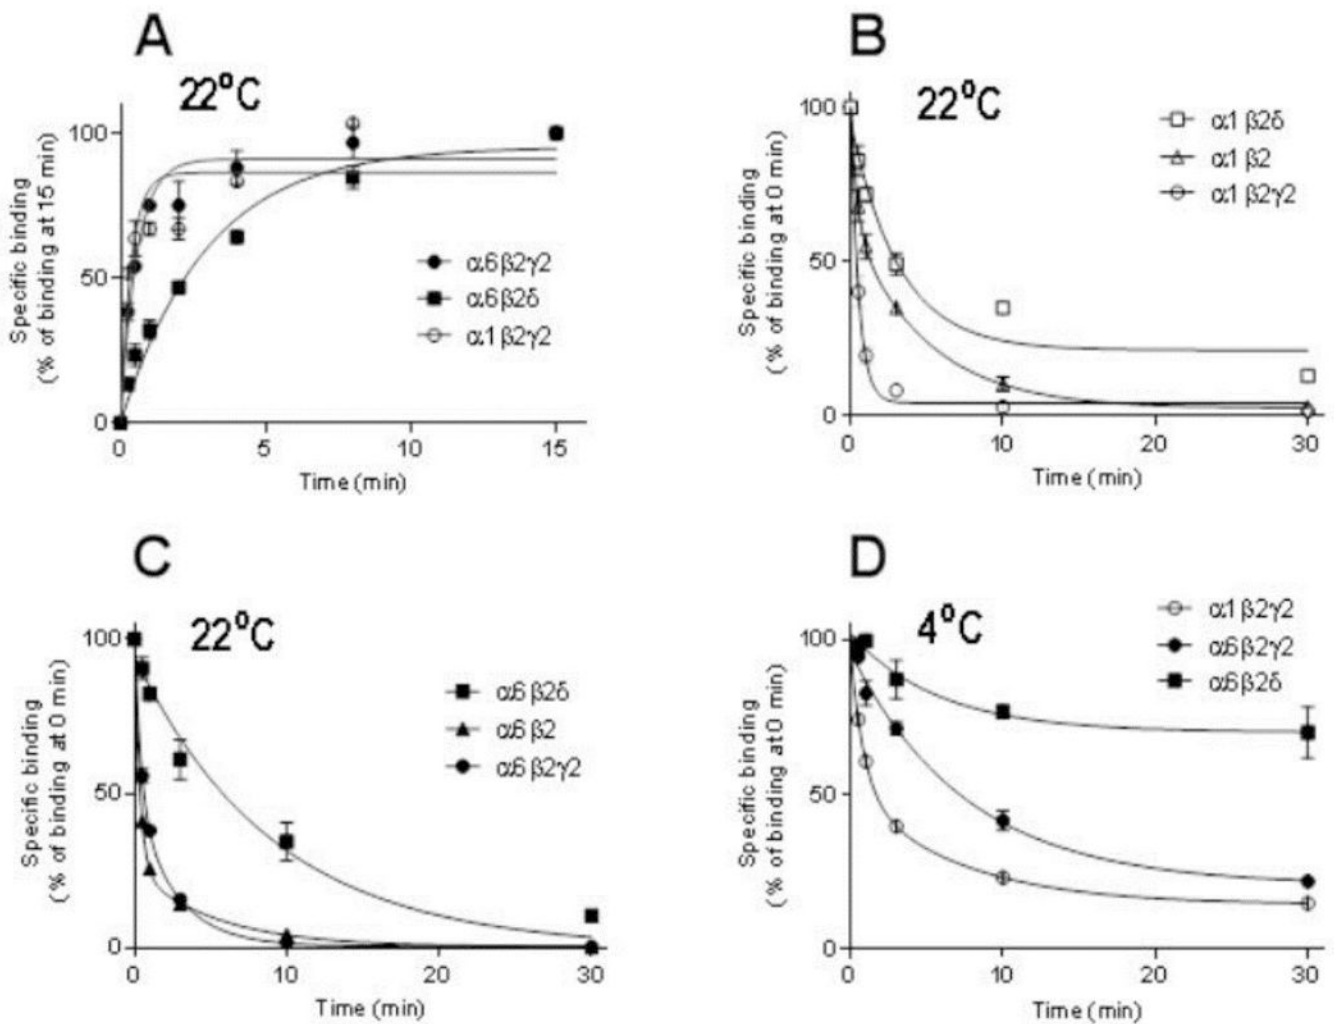 A
22°C
Specific binding
(% of binding at 15 min)
100
50
0
0 5 10 15
Time (min)
α6β2γ2
α6β2δ
α1β2γ2
B
22°C
Specific binding
(% of binding at 0 min)
100
50
0
0 10 20 30
Time (min)
α1β2δ
α1β2
α1β2γ2
C
22°C
Specific binding
(% of binding at 0 min)
100
50
0
0 10 20 30
Time (min)
α6β2δ
α6β2
α6β2γ2
D
4°C
Specific binding
(% of binding at 0 min)
100
50
0
0 10 20 30
Time (min)
α1β2γ2
α6β2γ2
α6β2δ